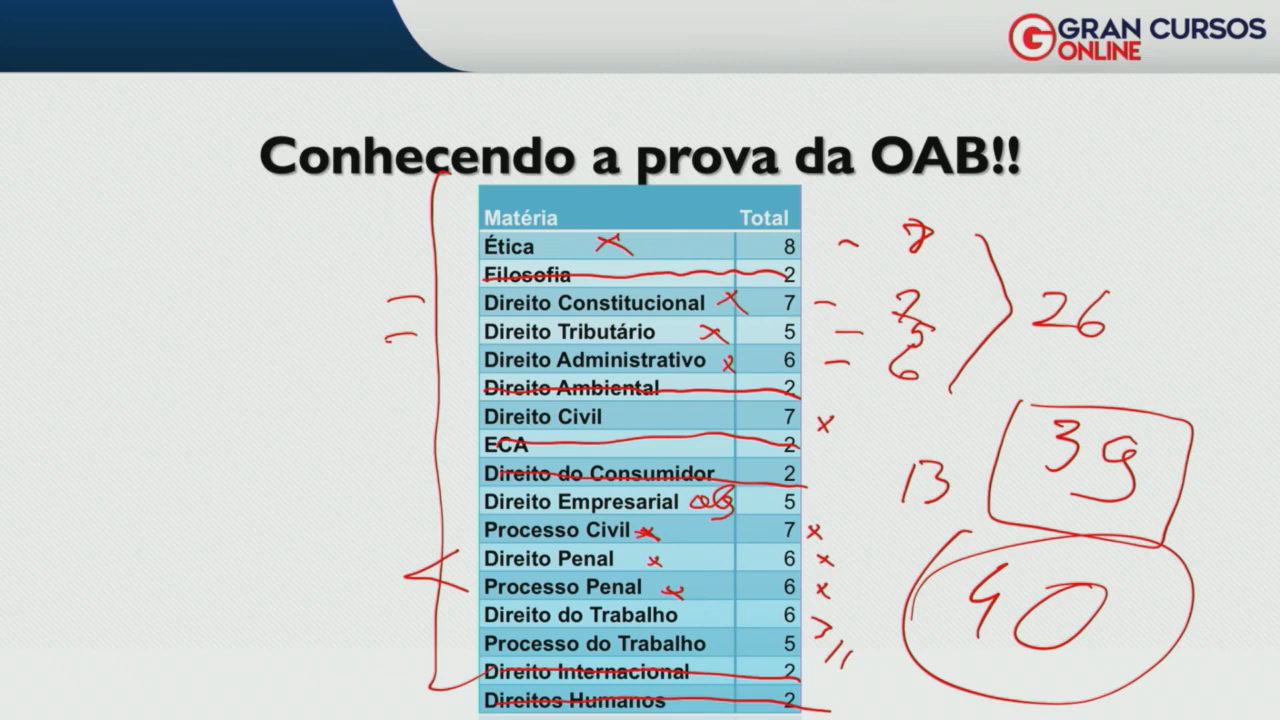 GRAN CURSOS
ONLINE
Conhecendo a prova da OAB!!
Matéria Total
Ética 8
Filosofia 2
Direito Constitucional 7
Direito Tributário 5
Direito Administrativo 6
Direito Ambiental 2
Direito Civil 7
ECA 2
Direito do Consumidor 2
Direito Empresarial 5
Processo Civil 7
Direito Penal 6
Processo Penal 6
Direito do Trabalho 6
Processo do Trabalho 5
Direito Internacional 2
Direitos Humanos 2
7
5
6
26
13
39
40